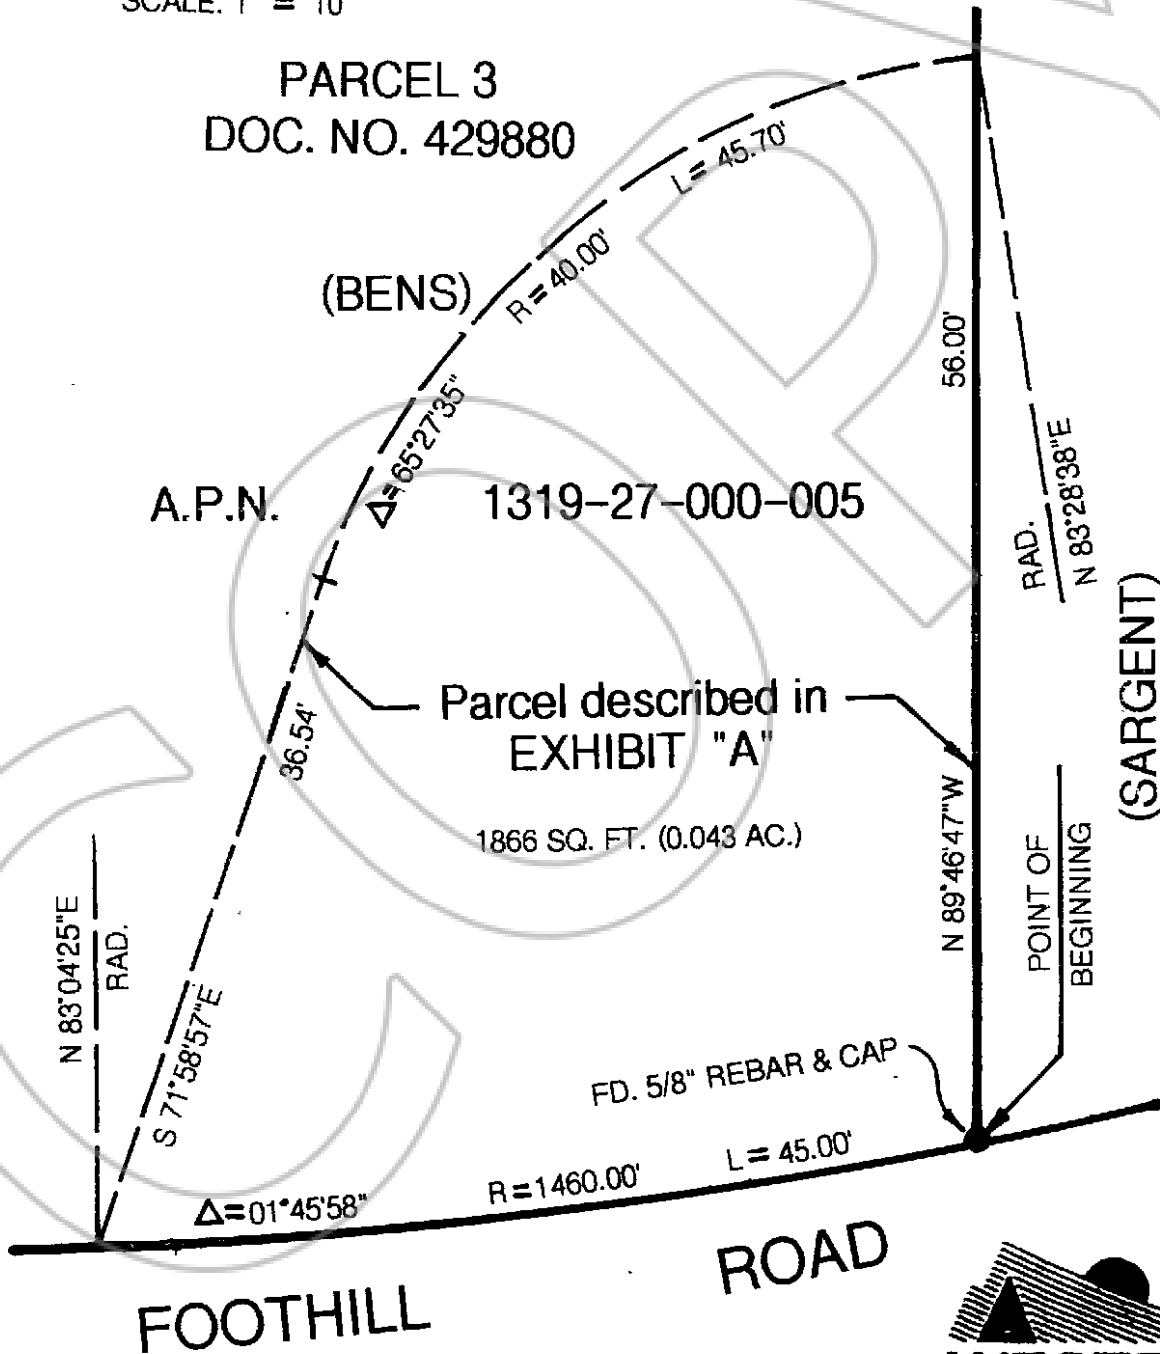 SCALE: 1" = 10'
PARCEL 3
DOC. NO. 429880
(BENS)
L= 45.70'
R= 40.00'
Δ=65°27'35"
56.00'
RAD.
N 83°28'38"E
A.P.N. 1319-27-000-005
(SARGENT)
Parcel described in
EXHIBIT "A"
1866 SQ. FT. (0.043 AC.)
36.54'
S 71°58'57"E
N 83°04'25"E
RAD.
N 89°46'47"W
POINT OF
BEGINNING
FD. 5/8" REBAR & CAP
Δ=01°45'58"
R=1460.00'
L= 45.00'
FOOTHILL ROAD
COPY